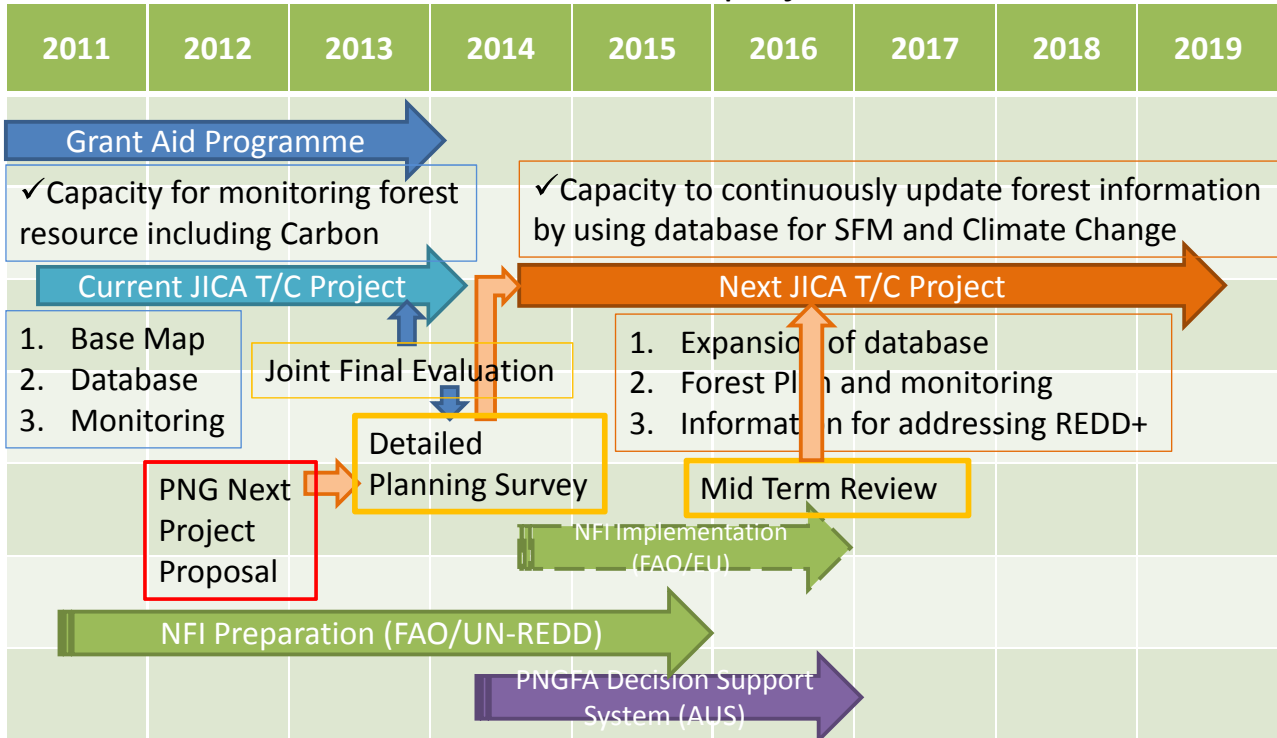 2011 2012 2013 2014 2015 2016 2017 2018 2019
Grant Aid Programme
✓Capacity for monitoring forest
resource including Carbon
✓Capacity to continuously update forest information
by using database for SFM and Climate Change
Current JICA T/C Project
Next JICA T/C Project
1. Base Map
2. Database
3. Monitoring
Joint Final Evaluation
1. Expansion of database
2. Forest Plan and monitoring
3. Information for addressing REDD+
Detailed
Planning Survey
PNG Next
Project
Proposal
Mid Term Review
NFI Implementation
(FAO/EU)
NFI Preparation (FAO/UN-REDD)
PNGFA Decision Support
System (AUS)